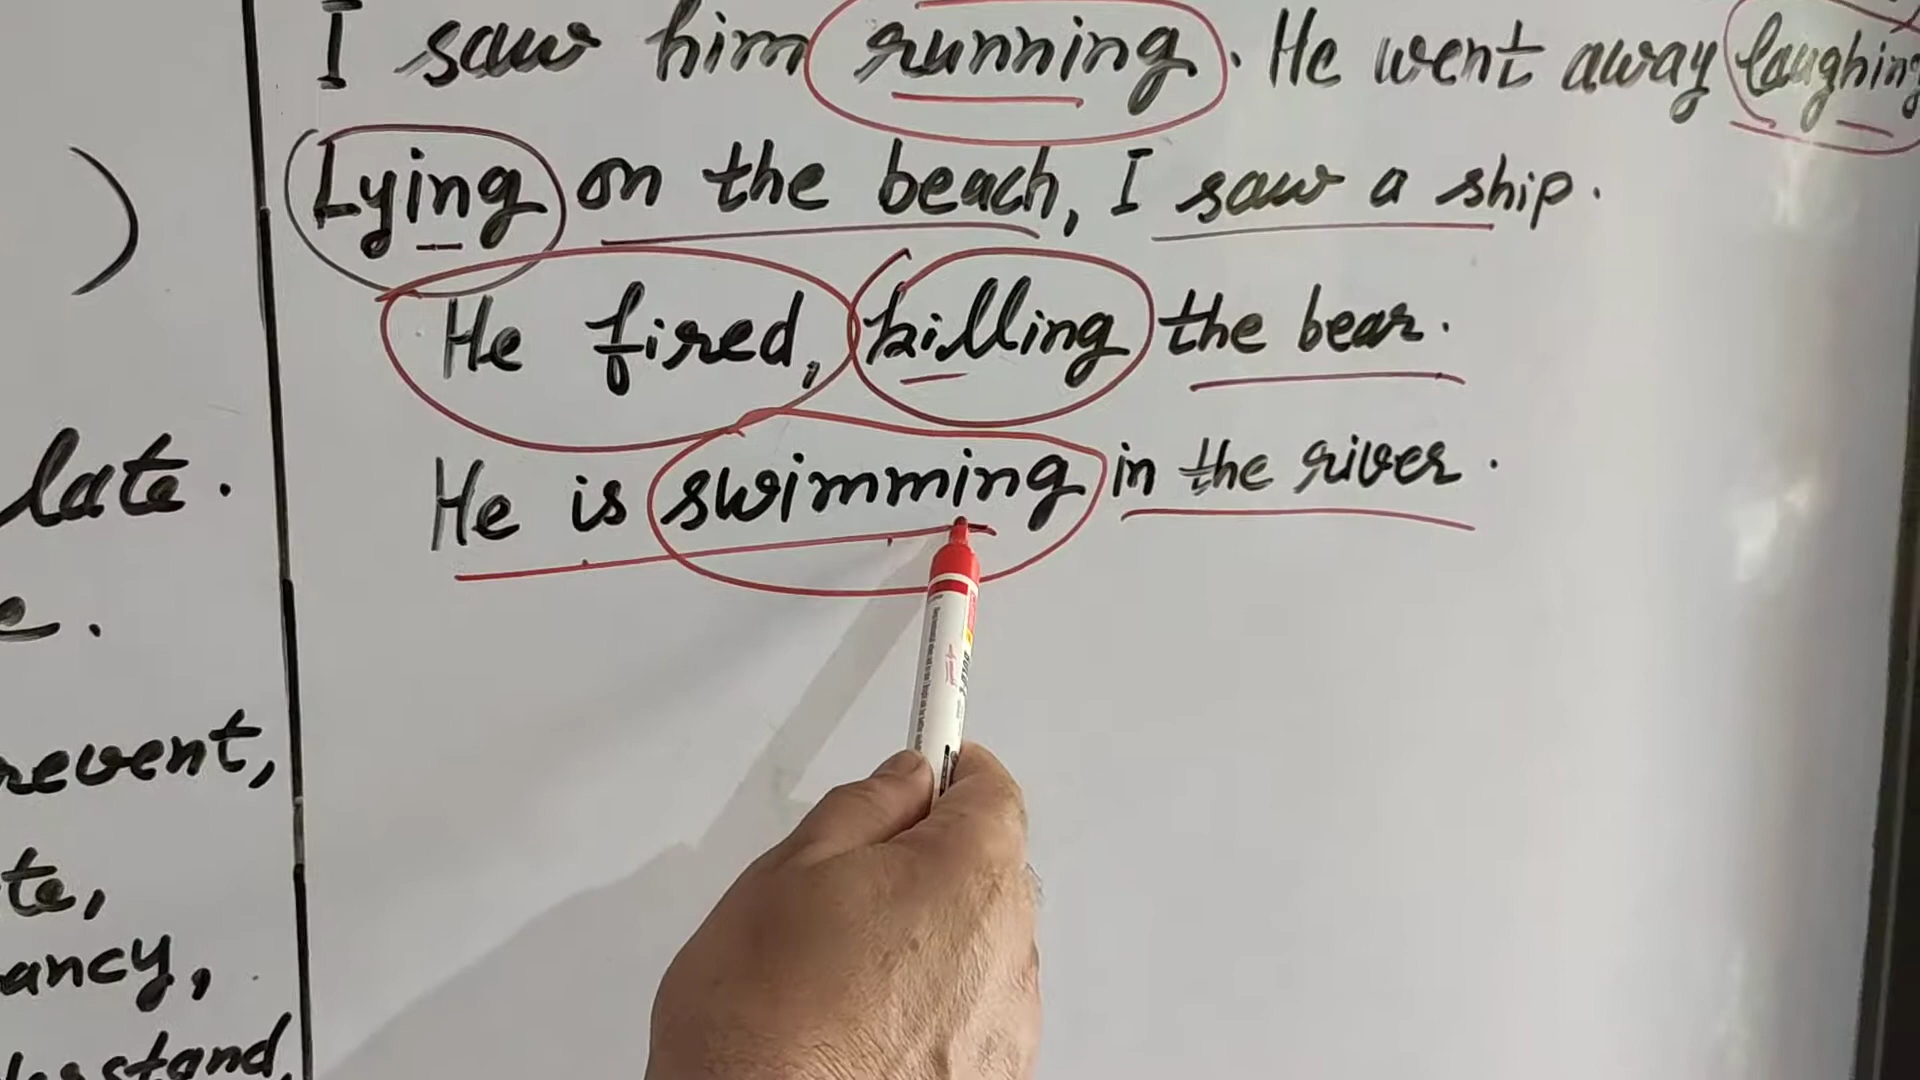 I saw him running. He went away laughing
Lying on the beach, I saw a ship.
He fired, killing the bear.
He is swimming in the river.
late.
e.
revent,
te,
ancy,
derstand,